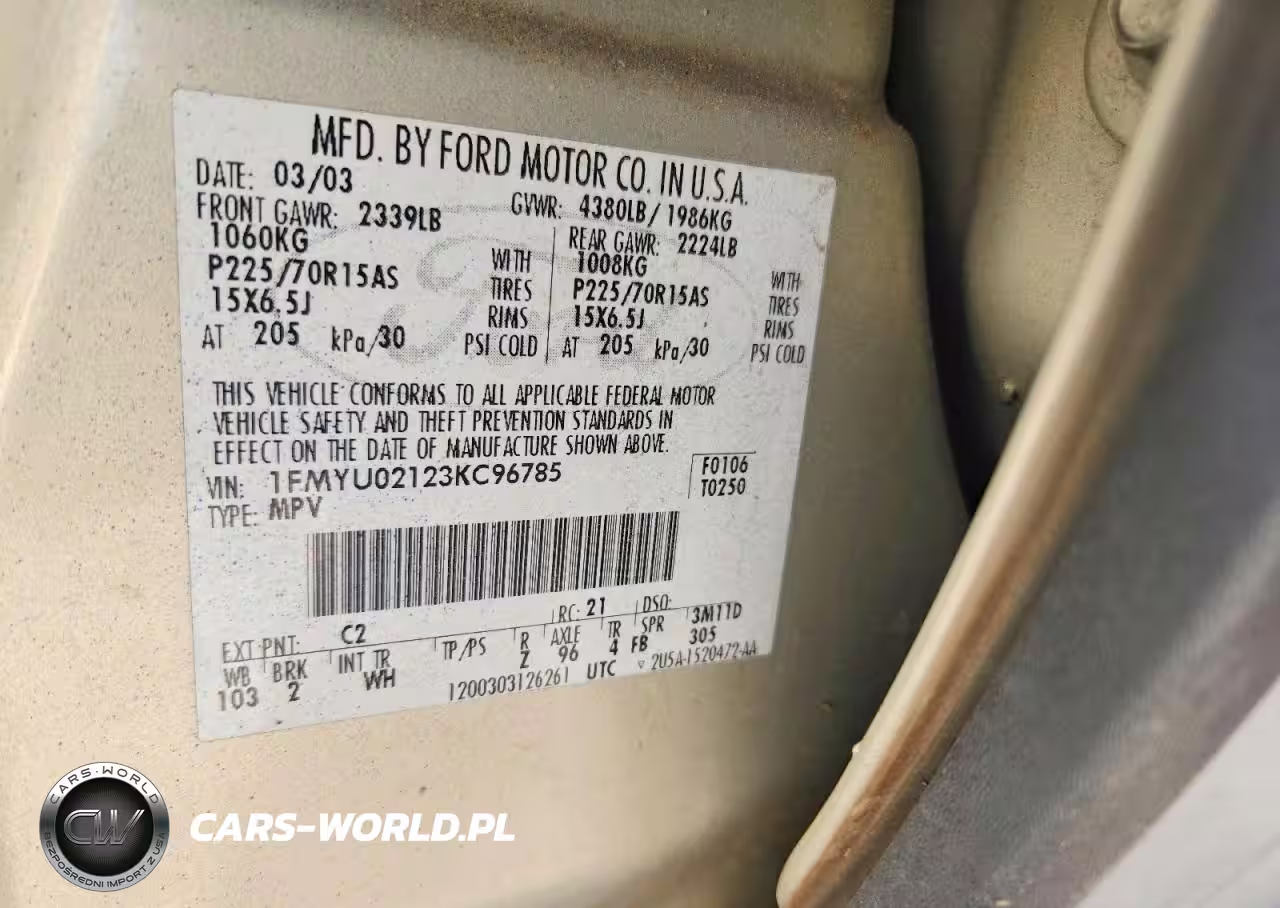 MFD. BY FORD MOTOR CO. IN U.S.A.
DATE: 03/03 GVWR: 4380LB/ 1986KG
FRONT GAWR: 2339LB REAR GAWR: 2224LB
1060KG WITH 1008KG WITH
P225/70R15AS TIRES P225/70R15AS TIRES
15X6.5J RIMS 15X6.5J RIMS
AT 205 kPa/30 PSI COLD AT 205 kPa/30 PSI COLD
THIS VEHICLE CONFORMS TO ALL APPLICABLE FEDERAL MOTOR
VEHICLE SAFETY AND THEFT PREVENTION STANDARDS IN
EFFECT ON THE DATE OF MANUFACTURE SHOWN ABOVE.
VIN: 1FMYU02123KC96785 F0106
TYPE: MPV T0250
EXT PNT: C2 RC: 21 DSO:
WB BRK INT TR TP/PS R AXLE TR SPR 3M11D
103 2 WH Z 96 4 FB 305
1200303126261 UTC 2U5A-1520472-AA
CARS-WORLD
CW
BEZPOŚREDNI IMPORT Z USA
CARS-WORLD.PL